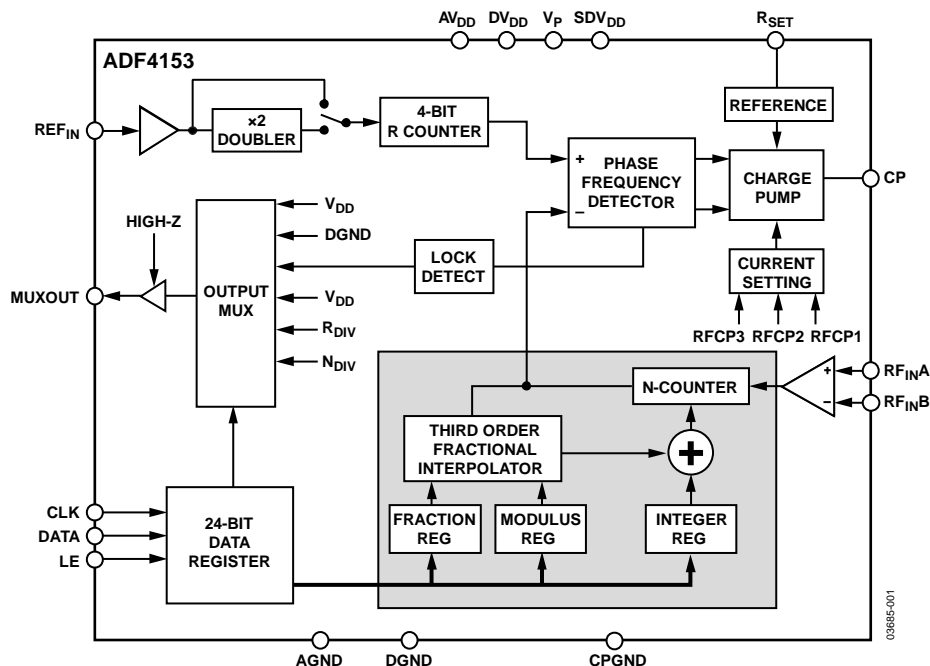 AVDD
DVDD
VP
SDVDD
RSET
ADF4153
REFIN
×2
DOUBLER
4-BIT
R COUNTER
+
PHASE
FREQUENCY
DETECTOR
–
REFERENCE
CHARGE
PUMP
CP
HIGH-Z
MUXOUT
OUTPUT
MUX
VDD
DGND
LOCK
DETECT
VDD
RDIV
NDIV
CURRENT
SETTING
RFCP3 RFCP2 RFCP1
N-COUNTER
+
–
RFINA
RFINB
THIRD ORDER
FRACTIONAL
INTERPOLATOR
+
CLK
DATA
LE
24-BIT
DATA
REGISTER
FRACTION
REG
MODULUS
REG
INTEGER
REG
AGND
DGND
CPGND
03685-001